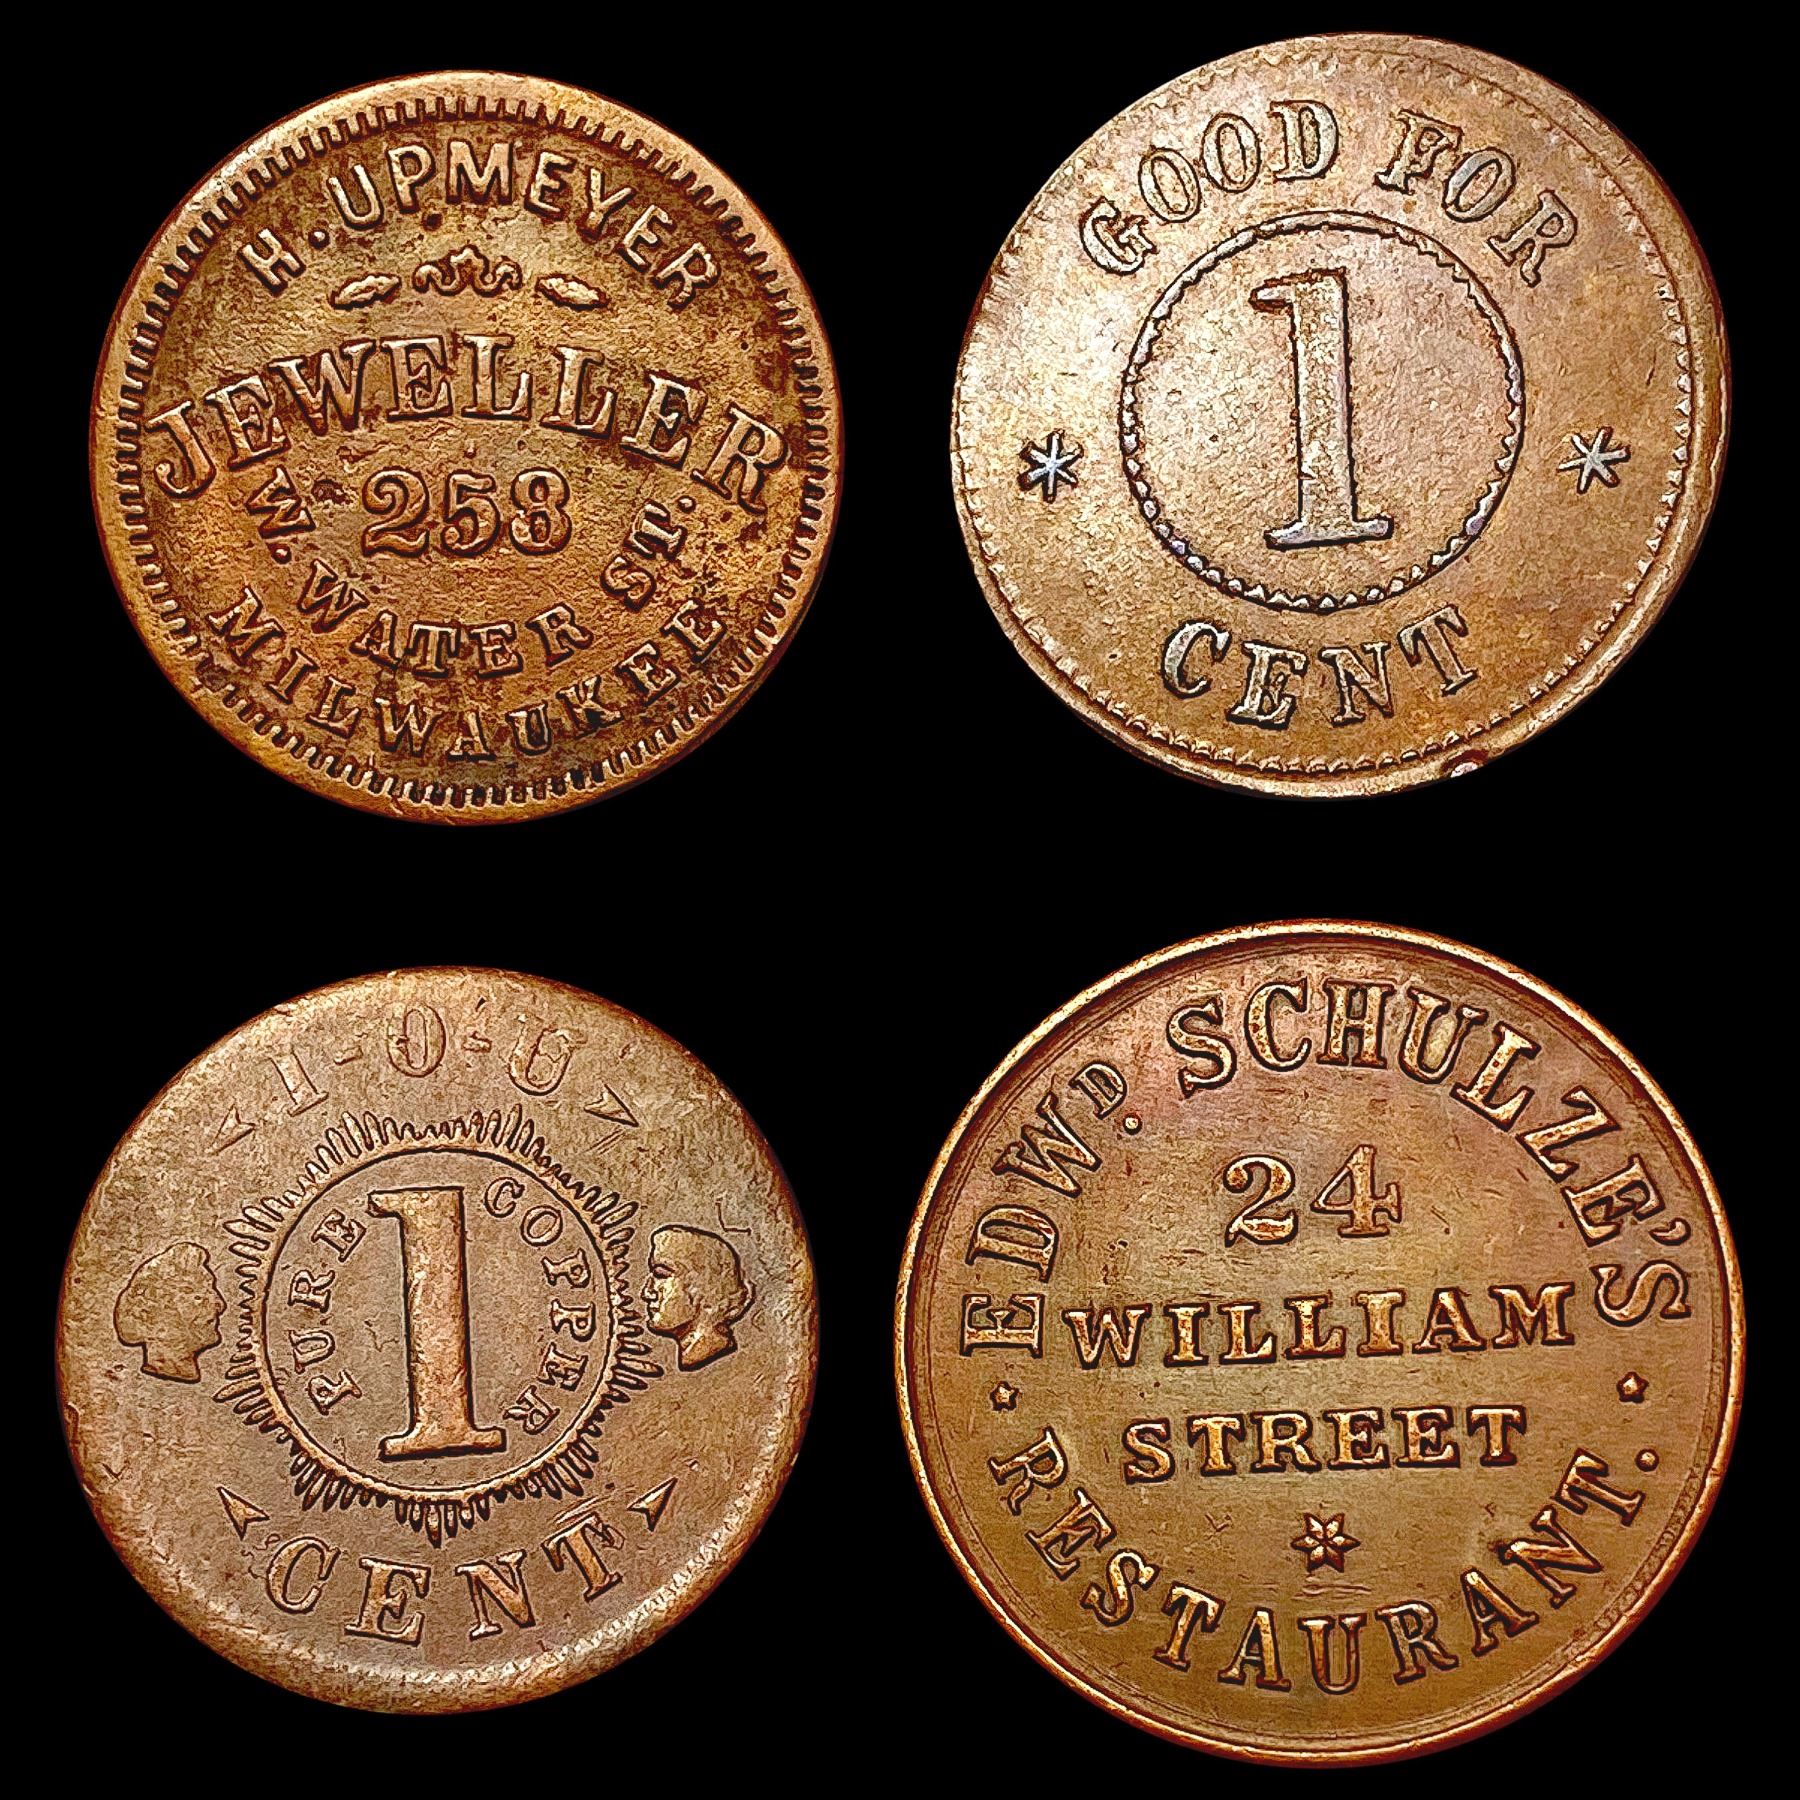 H. UPMEYER
JEWELLER
258
W. WATER ST.
MILWAUKEE
GOOD FOR
1
CENT
I-O-U
PURE 1 COPPER
CENT
EDWD. SCHULZE'S
24
WILLIAM
STREET
RESTAURANT.